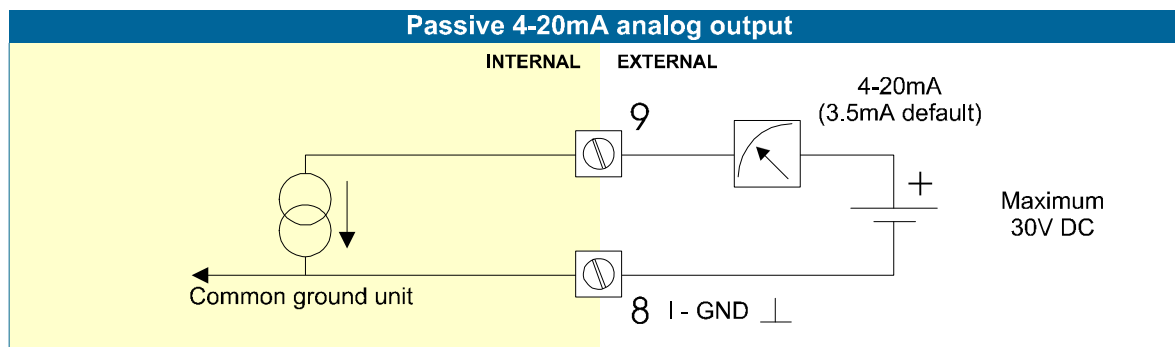 Passive 4-20mA analog output
INTERNAL EXTERNAL
4-20mA
(3.5mA default)
9
+
Maximum
30V DC
Common ground unit
8 I - GND ⊥